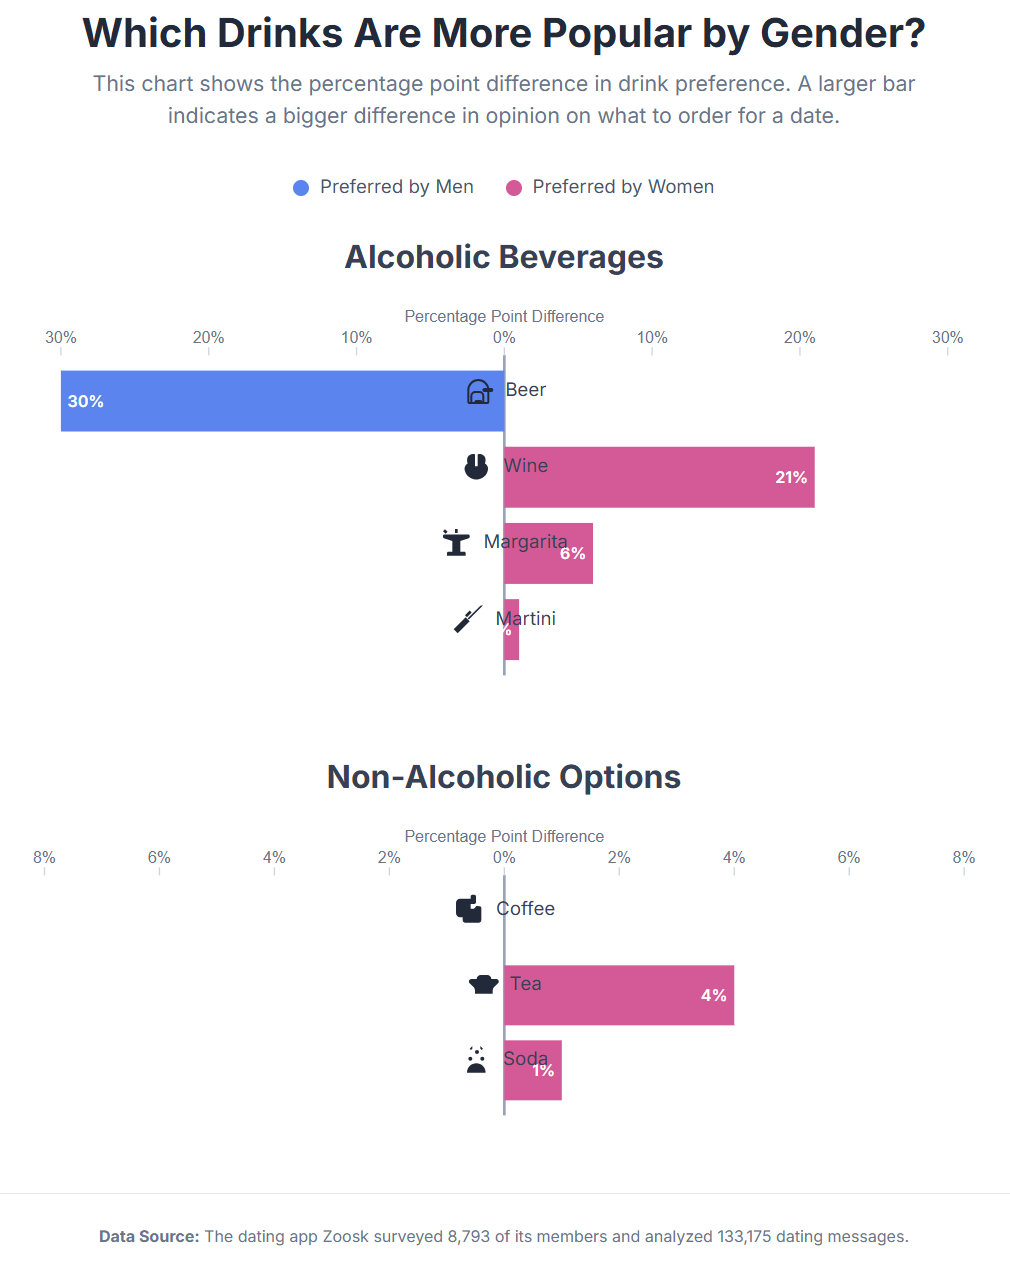 Which Drinks Are More Popular by Gender?
This chart shows the percentage point difference in drink preference. A larger bar
indicates a bigger difference in opinion on what to order for a date.
Preferred by Men
Preferred by Women
Alcoholic Beverages
Percentage Point Difference
30% 20% 10% 0% 10% 20% 30%
30% Beer
Wine 21%
Margarita 6%
Martini %
Non-Alcoholic Options
Percentage Point Difference
8% 6% 4% 2% 0% 2% 4% 6% 8%
Coffee
Tea 4%
Soda 1%
Data Source: The dating app Zoosk surveyed 8,793 of its members and analyzed 133,175 dating messages.